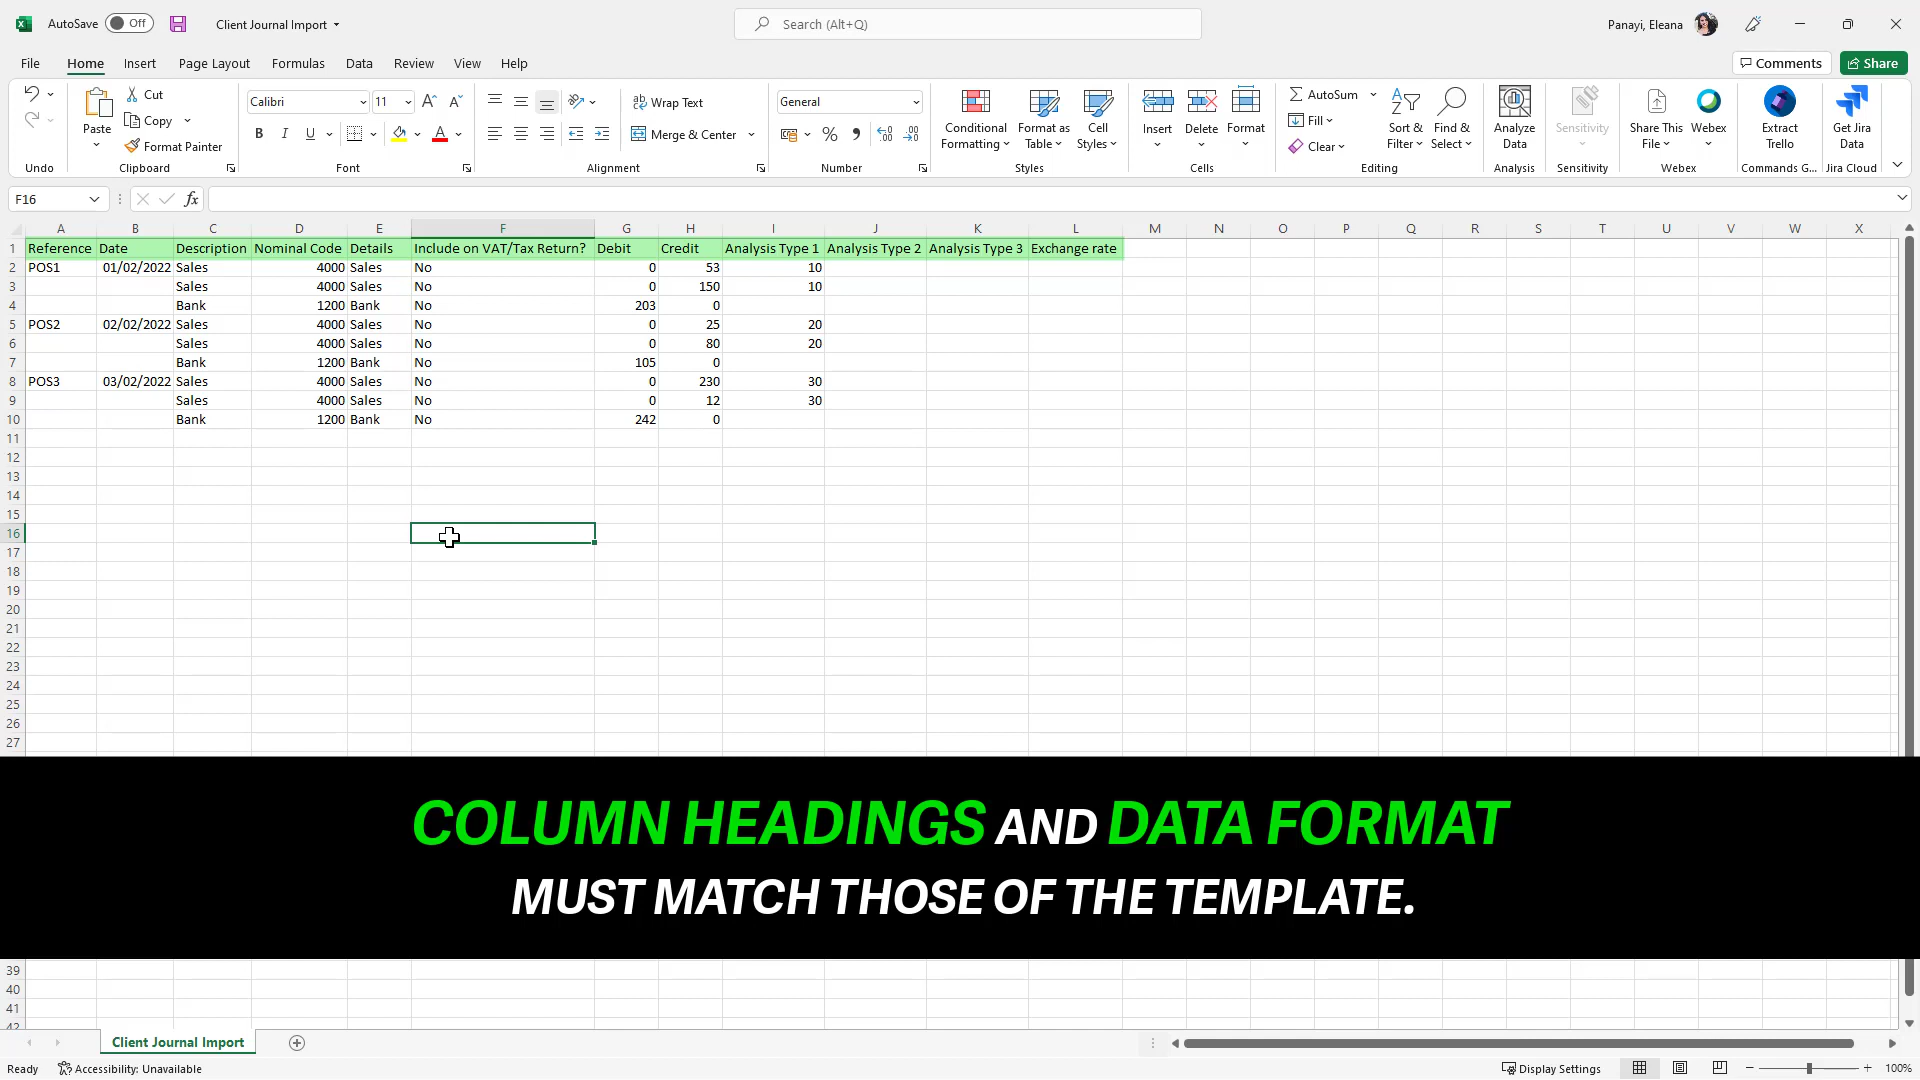 AutoSave Off Client Journal Import Search (Alt+Q) Panayi, Eleana
File Home Insert Page Layout Formulas Data Review View Help Comments Share
Paste Cut Copy Format Painter
Calibri 11
B I U A
ab Wrap Text
Merge & Center
General
%
Conditional Formatting Format as Table Cell Styles
Insert Delete Format
AutoSum Fill Clear
Sort & Filter Find & Select
Analyze Data
Sensitivity
Share This File Webex
Extract Trello
Get Jira Data
Undo Clipboard Font Alignment Number Styles Cells Editing Analysis Sensitivity Webex Commands G... Jira Cloud
F16 fx
A B C D E F G H I J K L M N O P Q R S T U V W X
1 Reference Date Description Nominal Code Details Include on VAT/Tax Return? Debit Credit Analysis Type 1 Analysis Type 2 Analysis Type 3 Exchange rate
2 POS1 01/02/2022 Sales 4000 Sales No 0 53 10
3 Sales 4000 Sales No 0 150 10
4 Bank 1200 Bank No 203 0
5 POS2 02/02/2022 Sales 4000 Sales No 0 25 20
6 Sales 4000 Sales No 0 80 20
7 Bank 1200 Bank No 105 0
8 POS3 03/02/2022 Sales 4000 Sales No 0 230 30
9 Sales 4000 Sales No 0 12 30
10 Bank 1200 Bank No 242 0
11
12
13
14
15
16
17
18
19
20
21
22
23
24
25
26
27
COLUMN HEADINGS AND DATA FORMAT
MUST MATCH THOSE OF THE TEMPLATE.
39
40
41
42
Client Journal Import
Ready Accessibility: Unavailable Display Settings 100%